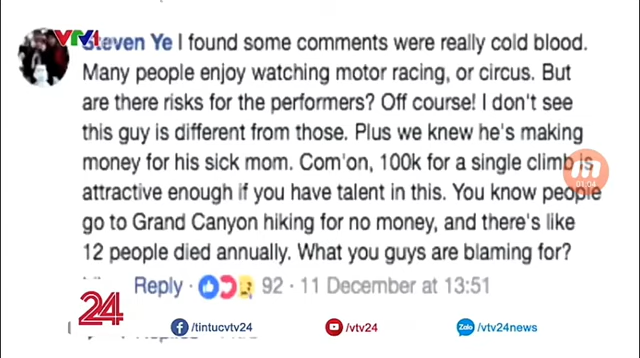 VTV1
Steven Ye I found some comments were really cold blood.
Many people enjoy watching motor racing, or circus. But
are there risks for the performers? Off course! I don't see
this guy is different from those. Plus we knew he's making
money for his sick mom. Com'on, 100k for a single climb is
attractive enough if you have talent in this. You know people
go to Grand Canyon hiking for no money, and there's like
12 people died annually. What you guys are blaming for?
Reply · 92 · 11 December at 13:51
01:04
24
/tintucvtv24
/vtv24
Zalo /vtv24news